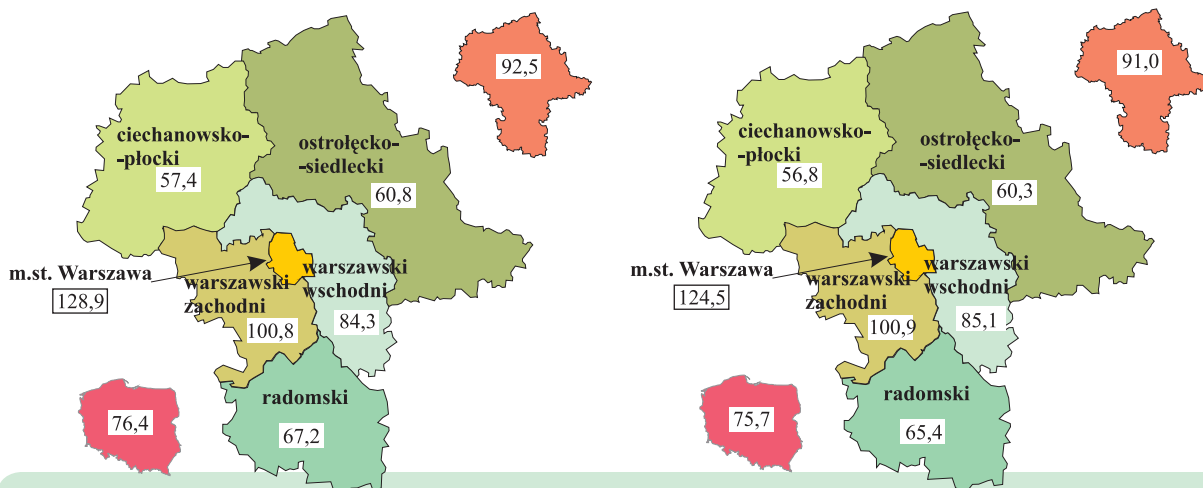 92,5
ciechanowsko-
-płocki
57,4
ostrołęcko-
-siedlecki
60,8
m.st. Warszawa
128,9
warszawski
zachodni
100,8
warszawski
wschodni
84,3
radomski
67,2
76,4
91,0
ciechanowsko-
-płocki
56,8
ostrołęcko-
-siedlecki
60,3
m.st. Warszawa
124,5
warszawski
zachodni
100,9
warszawski
wschodni
85,1
radomski
65,4
75,7